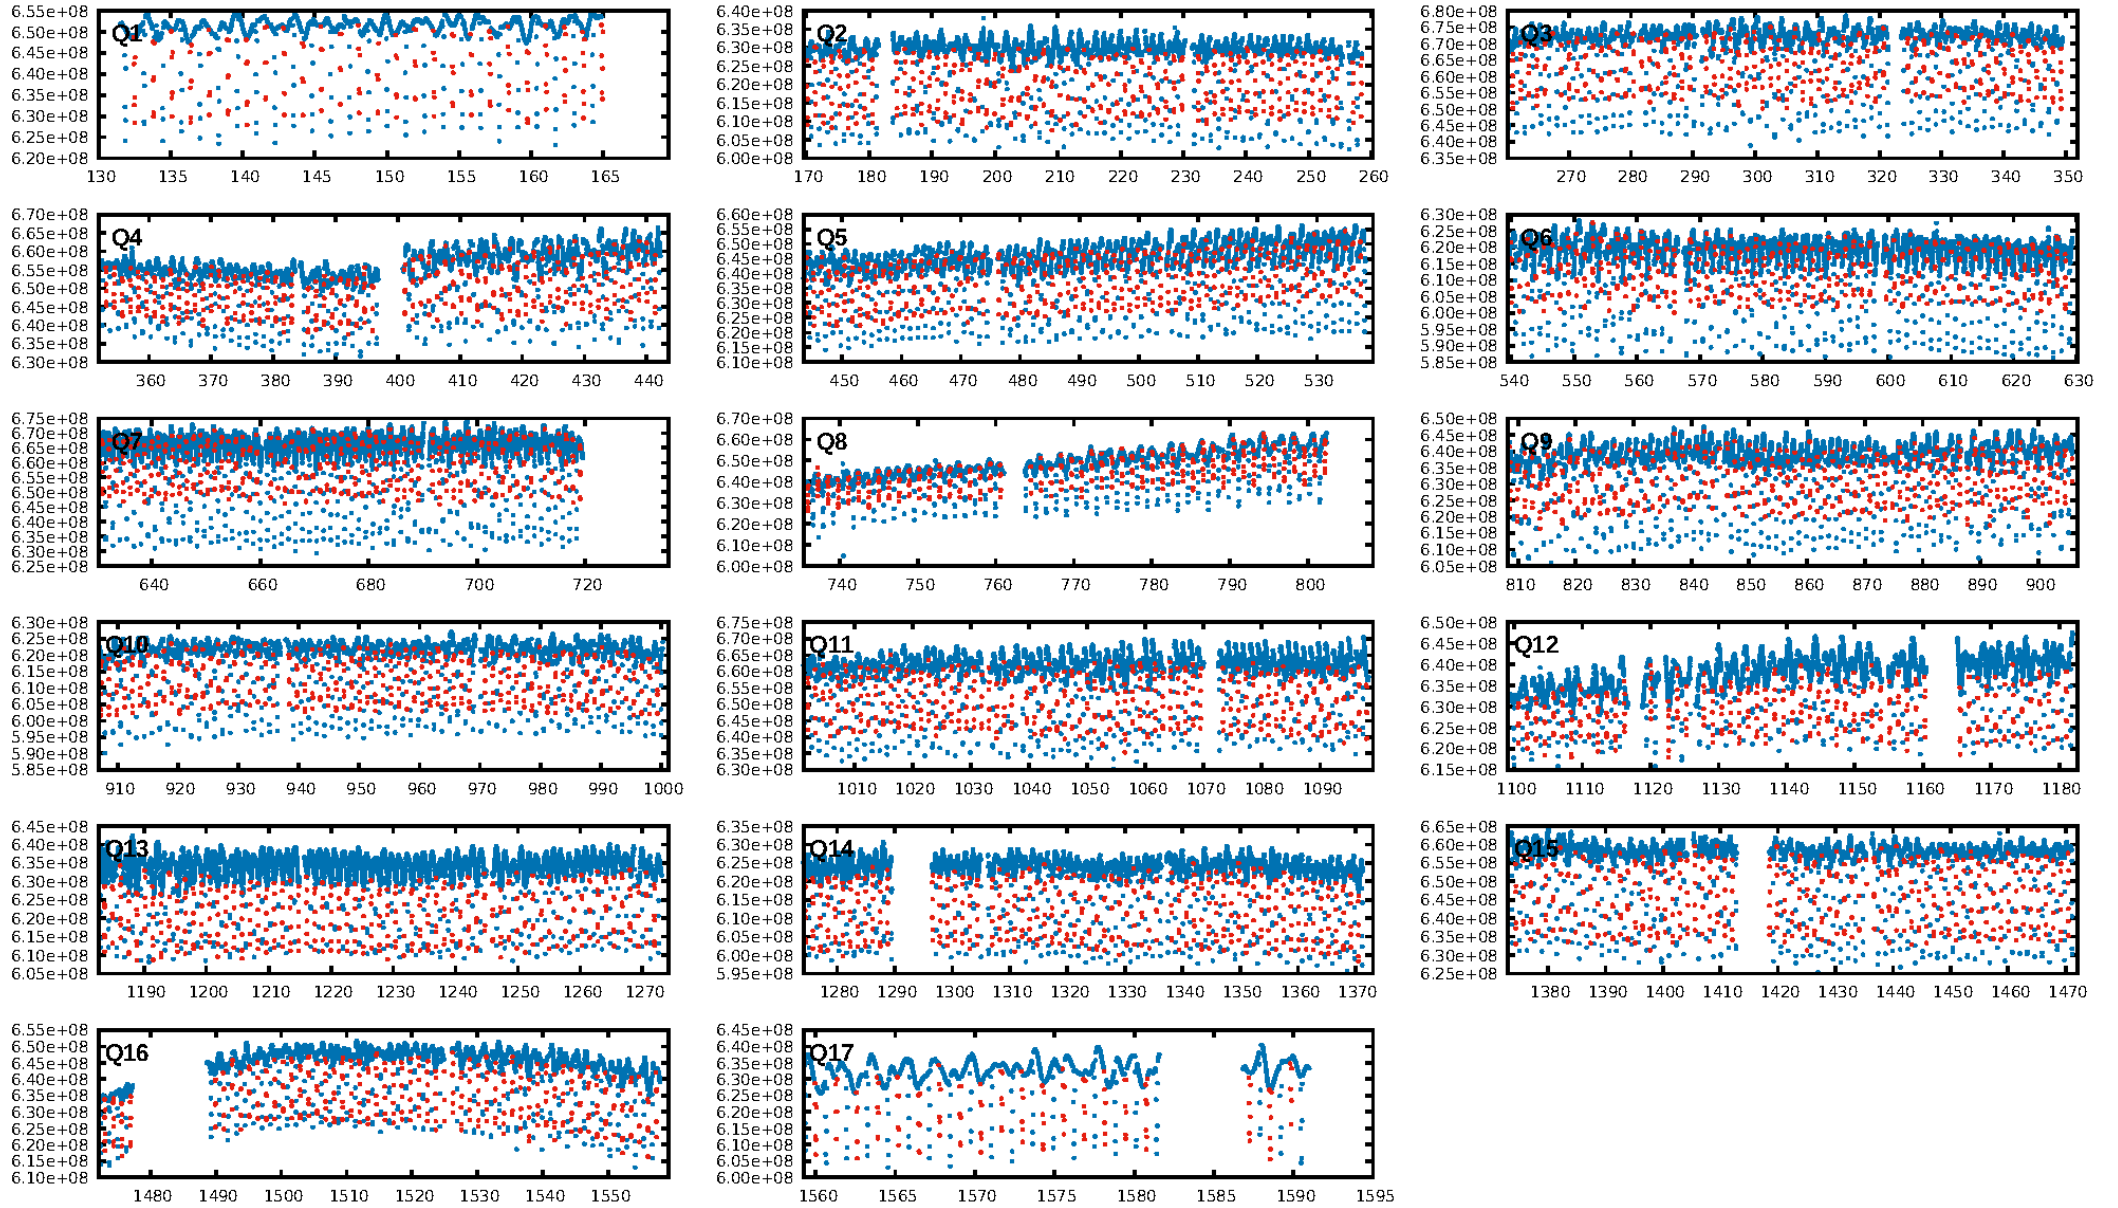 6.55e+08
6.50e+08
6.45e+08
6.40e+08
6.35e+08
6.30e+08
6.25e+08
6.20e+08
Q1
130 135 140 145 150 155 160 165
6.40e+08
6.35e+08
6.30e+08
6.25e+08
6.20e+08
6.15e+08
6.10e+08
6.05e+08
6.00e+08
Q2
170 180 190 200 210 220 230 240 250 260
6.80e+08
6.75e+08
6.70e+08
6.65e+08
6.60e+08
6.55e+08
6.50e+08
6.45e+08
6.40e+08
6.35e+08
Q3
270 280 290 300 310 320 330 340 350
6.70e+08
6.65e+08
6.60e+08
6.55e+08
6.50e+08
6.45e+08
6.40e+08
6.35e+08
6.30e+08
Q4
360 370 380 390 400 410 420 430 440
6.60e+08
6.55e+08
6.50e+08
6.45e+08
6.40e+08
6.35e+08
6.30e+08
6.25e+08
6.20e+08
6.15e+08
6.10e+08
Q5
450 460 470 480 490 500 510 520 530
6.30e+08
6.25e+08
6.20e+08
6.15e+08
6.10e+08
6.05e+08
6.00e+08
5.95e+08
5.90e+08
5.85e+08
Q6
540 550 560 570 580 590 600 610 620 630
6.75e+08
6.70e+08
6.65e+08
6.60e+08
6.55e+08
6.50e+08
6.45e+08
6.40e+08
6.35e+08
6.30e+08
6.25e+08
Q7
640 660 680 700 720
6.70e+08
6.60e+08
6.50e+08
6.40e+08
6.30e+08
6.20e+08
6.10e+08
6.00e+08
Q8
740 750 760 770 780 790 800
6.50e+08
6.45e+08
6.40e+08
6.35e+08
6.30e+08
6.25e+08
6.20e+08
6.15e+08
6.10e+08
6.05e+08
Q9
810 820 830 840 850 860 870 880 890 900
6.30e+08
6.25e+08
6.20e+08
6.15e+08
6.10e+08
6.05e+08
6.00e+08
5.95e+08
5.90e+08
5.85e+08
Q10
910 920 930 940 950 960 970 980 990 1000
6.75e+08
6.70e+08
6.65e+08
6.60e+08
6.55e+08
6.50e+08
6.45e+08
6.40e+08
6.35e+08
6.30e+08
Q11
1010 1020 1030 1040 1050 1060 1070 1080 1090
6.50e+08
6.45e+08
6.40e+08
6.35e+08
6.30e+08
6.25e+08
6.20e+08
6.15e+08
Q12
1100 1110 1120 1130 1140 1150 1160 1170 1180
6.45e+08
6.40e+08
6.35e+08
6.30e+08
6.25e+08
6.20e+08
6.15e+08
6.10e+08
6.05e+08
Q13
1190 1200 1210 1220 1230 1240 1250 1260 1270
6.35e+08
6.30e+08
6.25e+08
6.20e+08
6.15e+08
6.10e+08
6.05e+08
6.00e+08
5.95e+08
Q14
1280 1290 1300 1310 1320 1330 1340 1350 1360 1370
6.65e+08
6.60e+08
6.55e+08
6.50e+08
6.45e+08
6.40e+08
6.35e+08
6.30e+08
6.25e+08
Q15
1380 1390 1400 1410 1420 1430 1440 1450 1460 1470
6.55e+08
6.50e+08
6.45e+08
6.40e+08
6.35e+08
6.30e+08
6.25e+08
6.20e+08
6.15e+08
6.10e+08
Q16
1480 1490 1500 1510 1520 1530 1540 1550
6.45e+08
6.40e+08
6.35e+08
6.30e+08
6.25e+08
6.20e+08
6.15e+08
6.10e+08
6.05e+08
6.00e+08
Q17
1560 1565 1570 1575 1580 1585 1590 1595